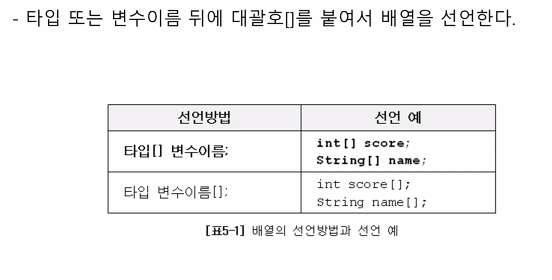 - 타입 또는 변수이름 뒤에 대괄호[]를 붙여서 배열을 선언한다.
선언방법 선언 예
타입[] 변수이름; int[] score;
String[] name;
타입 변수이름[]; int score[];
String name[];
[표5-1] 배열의 선언방법과 선언 예